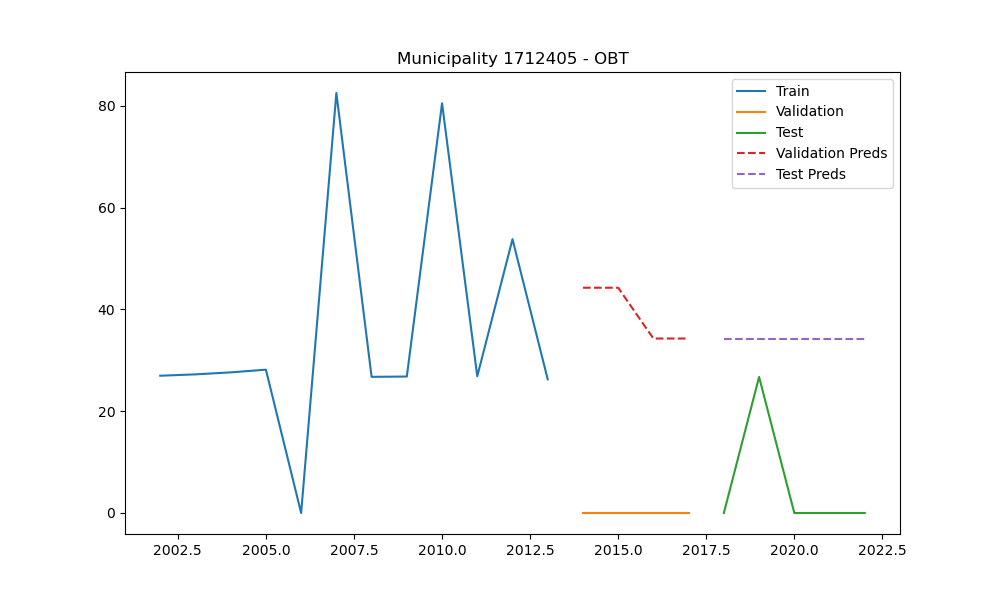 Municipality 1712405 - OBT
Train
Validation
Test
Validation Preds
Test Preds
80
60
40
20
0
2002.5 2005.0 2007.5 2010.0 2012.5 2015.0 2017.5 2020.0 2022.5